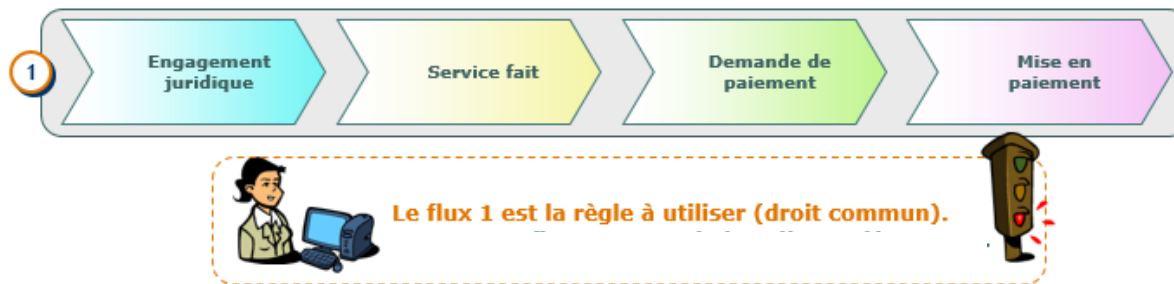 1
Engagement
juridique
Service fait
Demande de
paiement
Mise en
paiement
Le flux 1 est la règle à utiliser (droit commun).